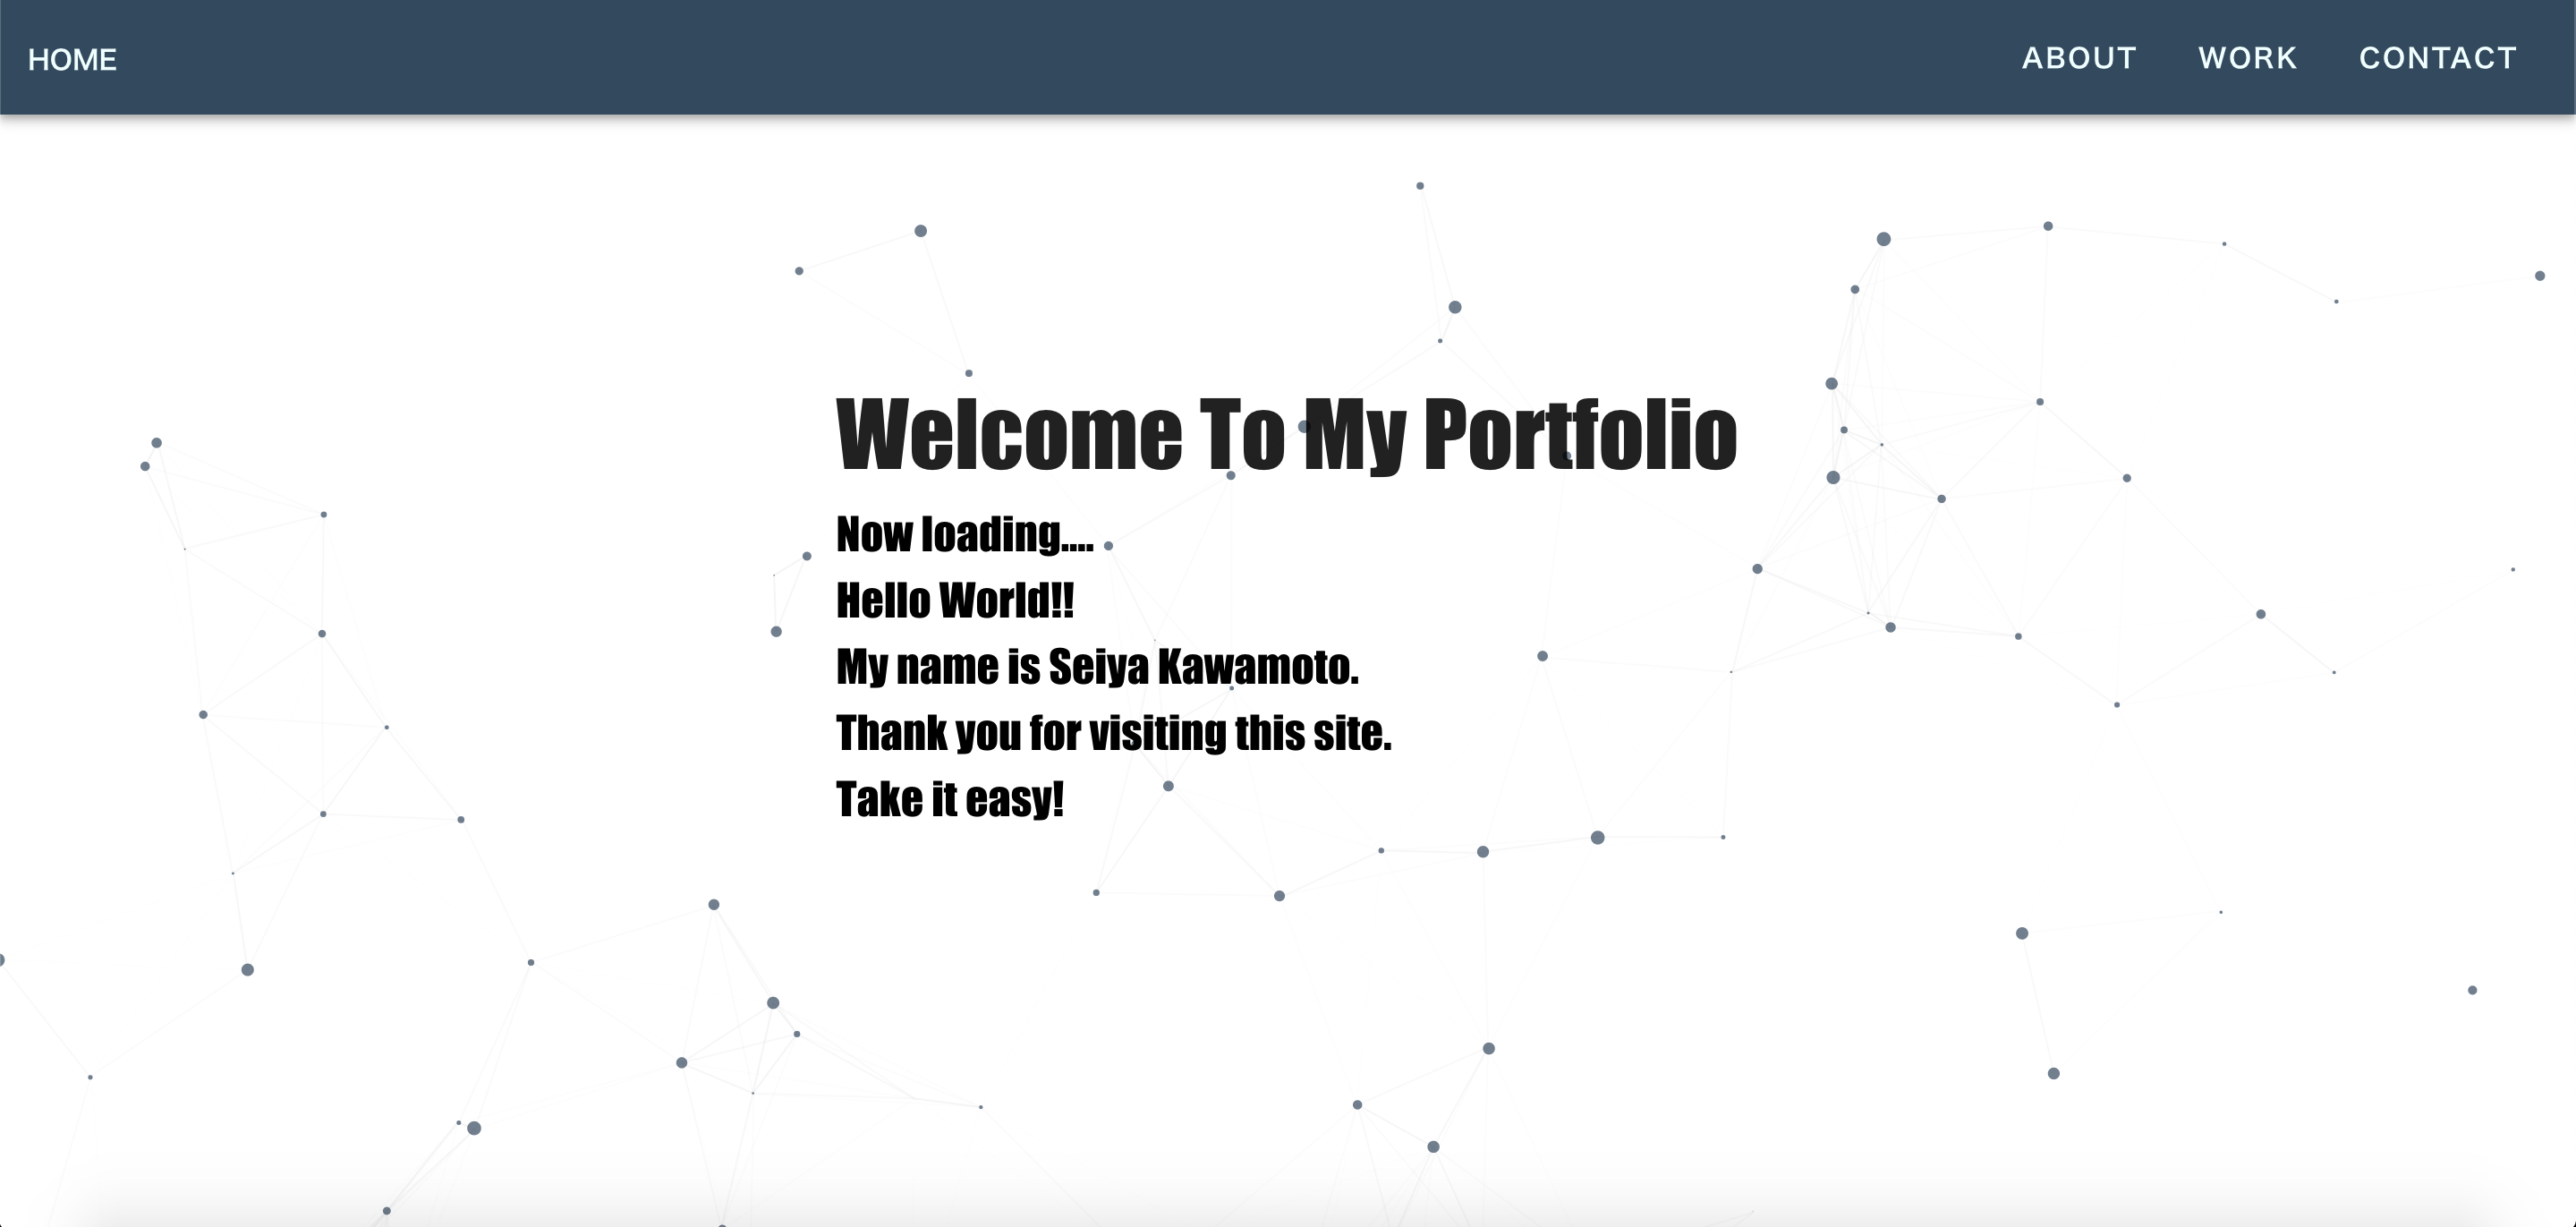 HOME ABOUT WORK CONTACT
Welcome To My Portfolio
Now loading....
Hello World!!
My name is Seiya Kawamoto.
Thank you for visiting this site.
Take it easy!